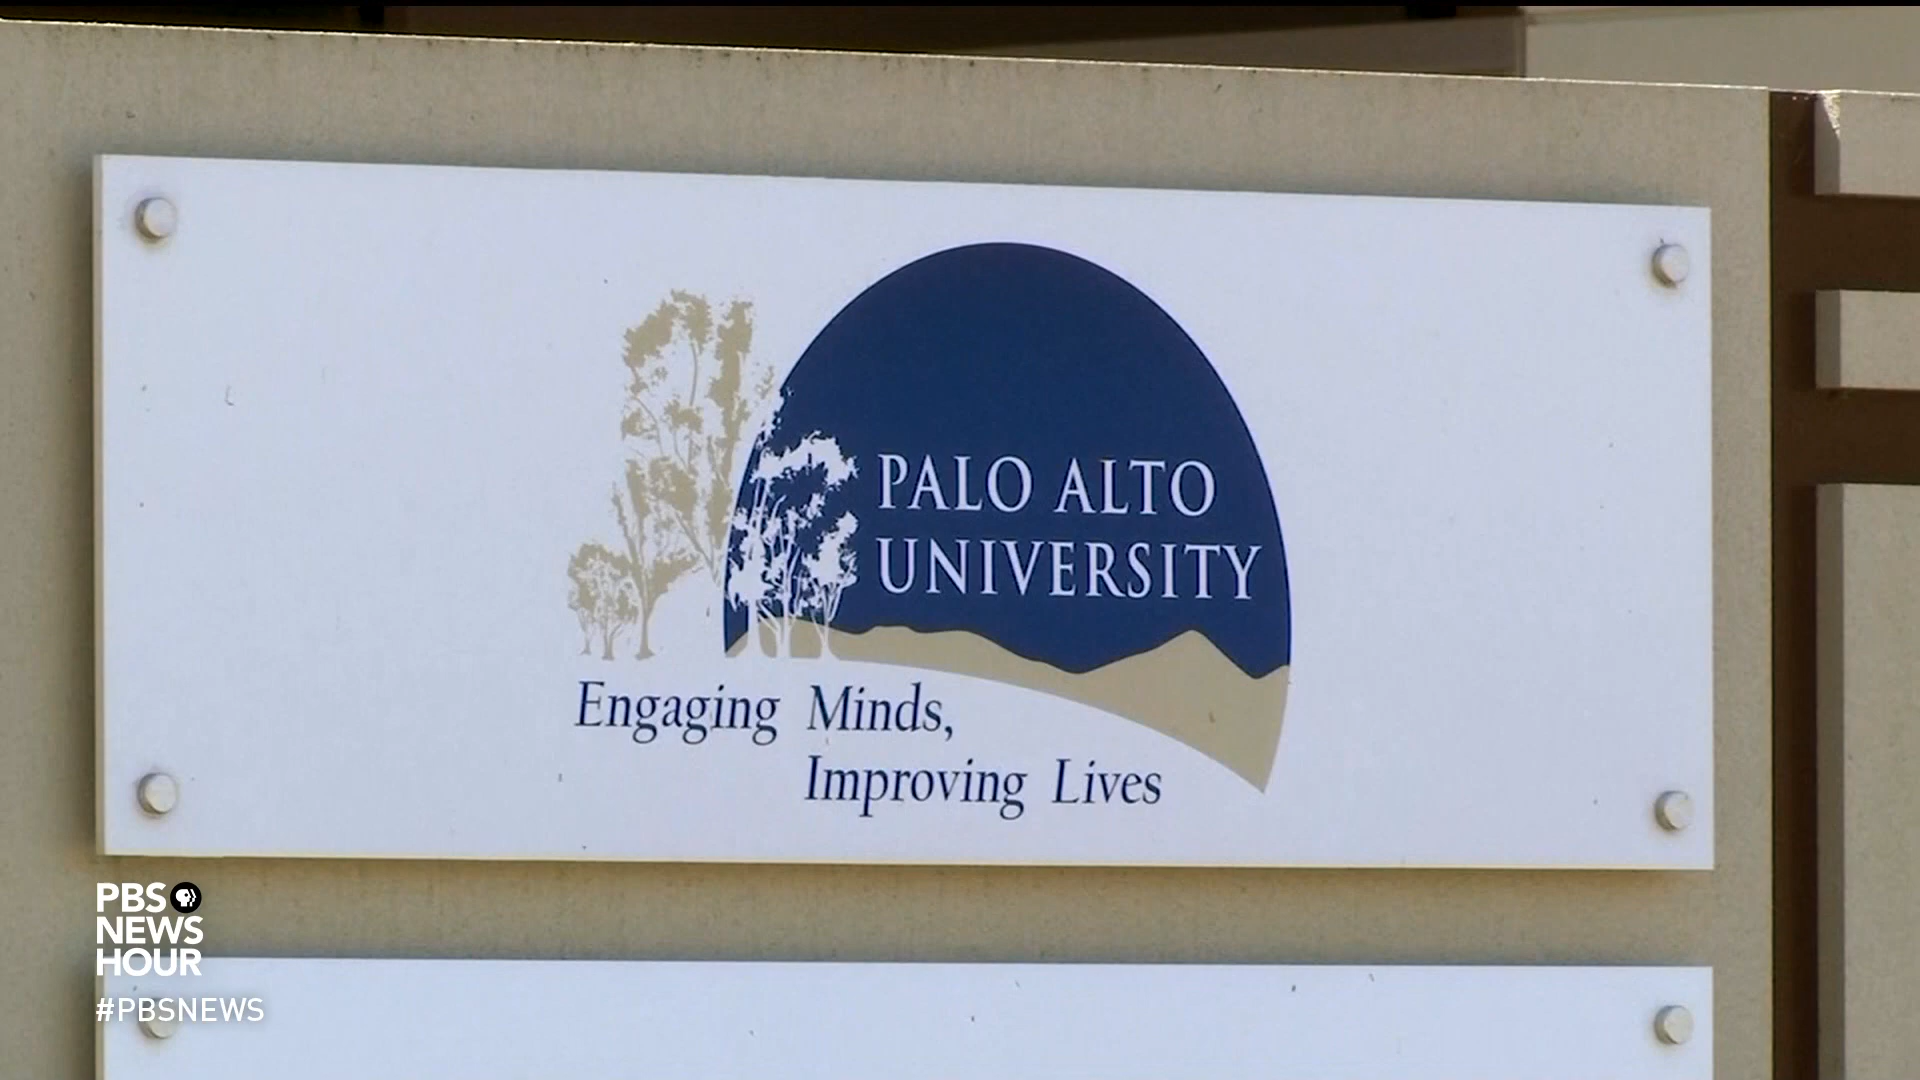 PALO ALTO
UNIVERSITY
Engaging Minds,
Improving Lives
PBS
NEWS
HOUR
#PBSNEWS